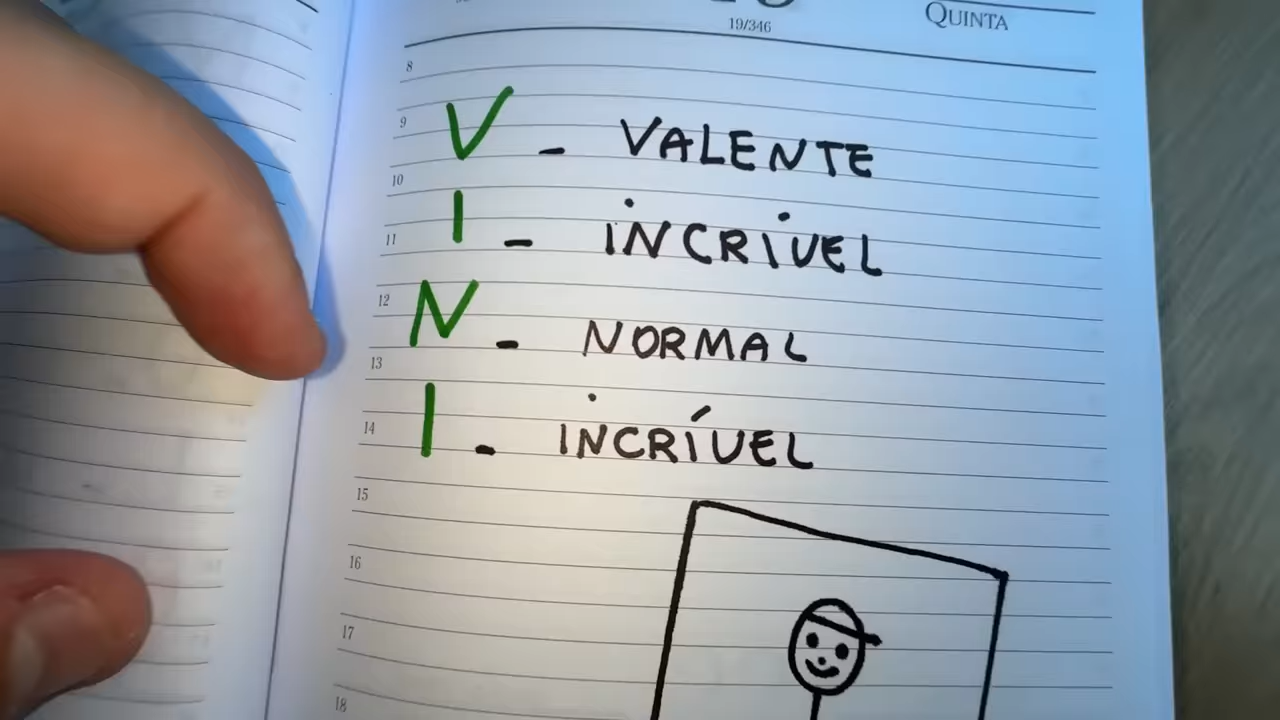 19/346
QUINTA
8
9
V - VALENTE
10
I - INCRIVEL
11
12
N - NORMAL
13
I - INCRÍVEL
14
15
16
17
18